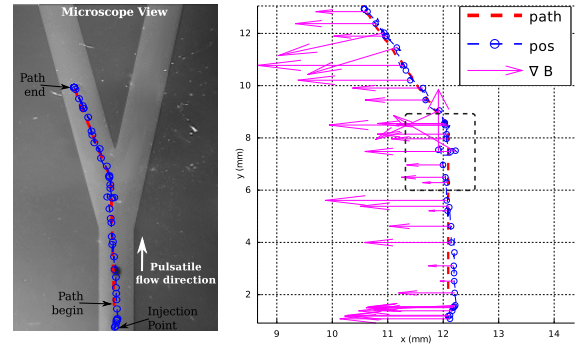 Microscope View
Path
end
Pulsatile
flow direction
Path
begin
Injection
Point
path
pos
∇ B
y (mm)
12
10
8
6
4
2
9
10
11
12
13
14
x (mm)